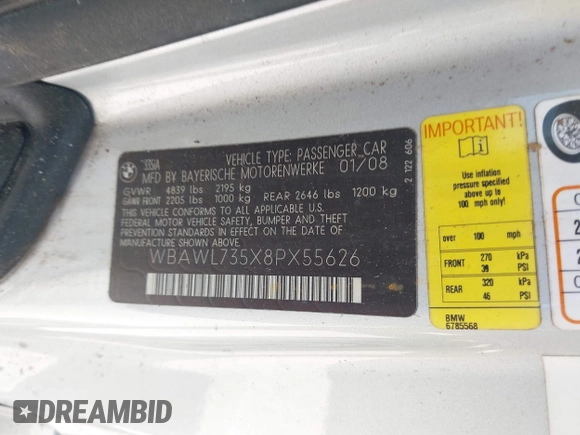 335iA VEHICLE TYPE: PASSENGER CAR
MFD BY BAYERISCHE MOTORENWERKE 01/08
GVWR 4839 lbs 2195 kg
GAWR FRONT 2205 lbs 1000 kg REAR 2646 lbs 1200 kg
THIS VEHICLE CONFORMS TO ALL APPLICABLE U.S.
FEDERAL MOTOR VEHICLE SAFETY, BUMPER, AND THEFT
PREVENTION STANDARDS IN EFFECT ON THE DATE OF
MANUFACTURE SHOWN ABOVE.
WBAWL735X8PX55626
2 122 606
IMPORTANT!
This pressure
specification
is applicable
above up to
100 mph only!
over 100 mph
FRONT 270 kPa
39 PSI
REAR 320 kPa
46 PSI
BMW
6785568
DREAMBID